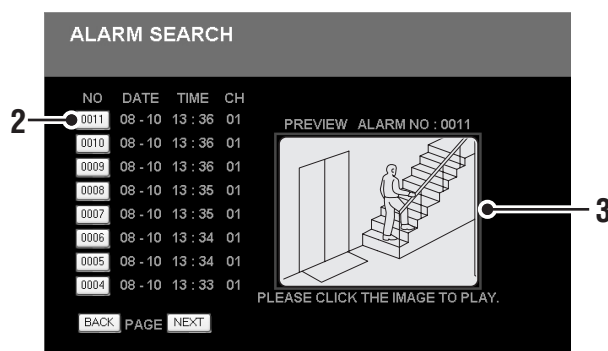 ALARM SEARCH
NO DATE TIME CH
2
0011 08 - 10 13 : 36 01
0010 08 - 10 13 : 36 01
0009 08 - 10 13 : 36 01
0008 08 - 10 13 : 35 01
0007 08 - 10 13 : 35 01
0006 08 - 10 13 : 34 01
0005 08 - 10 13 : 34 01
0004 08 - 10 13 : 33 01
BACK PAGE NEXT
PREVIEW ALARM NO : 0011
3
PLEASE CLICK THE IMAGE TO PLAY.